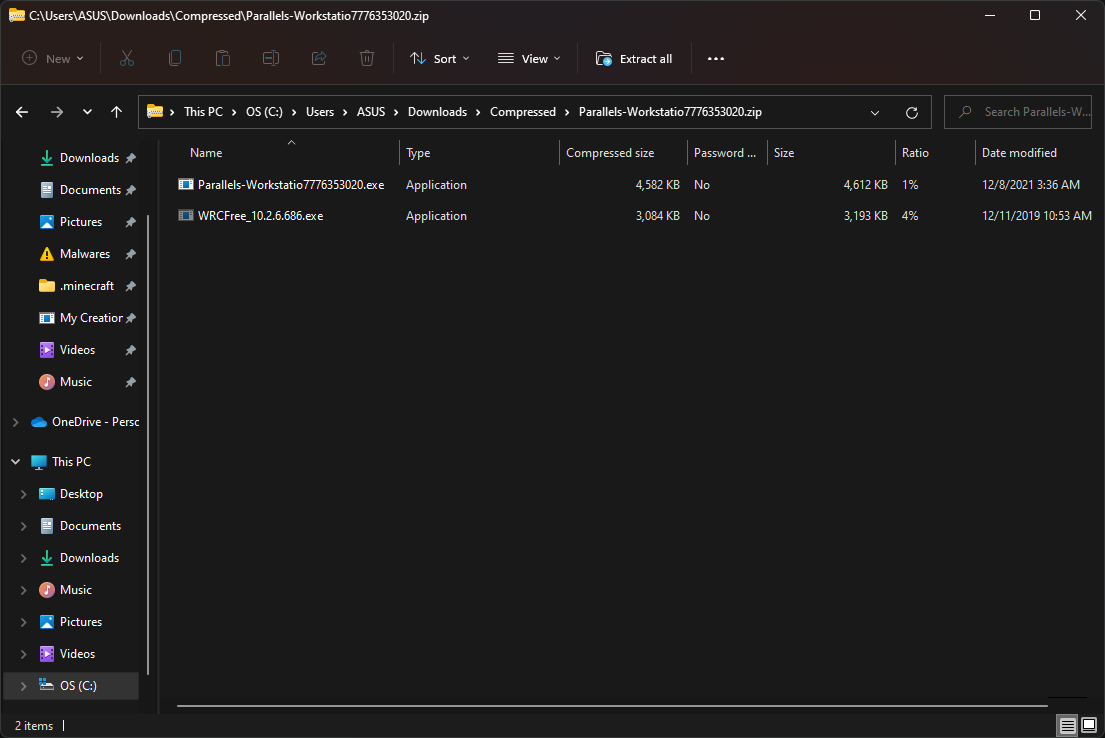 C:\Users\ASUS\Downloads\Compressed\Parallels-Workstatio7776353020.zip
New Sort View Extract all
This PC OS (C:) Users ASUS Downloads Compressed Parallels-Workstatio7776353020.zip Search Parallels-W...
Name Type Compressed size Password ... Size Ratio Date modified
Parallels-Workstatio7776353020.exe Application 4,582 KB No 4,612 KB 1% 12/8/2021 3:36 AM
WRCFree_10.2.6.686.exe Application 3,084 KB No 3,193 KB 4% 12/11/2019 10:53 AM
Downloads
Documents
Pictures
Malwares
.minecraft
My Creation
Videos
Music
OneDrive - Perso
This PC
Desktop
Documents
Downloads
Music
Pictures
Videos
OS (C:)
2 items